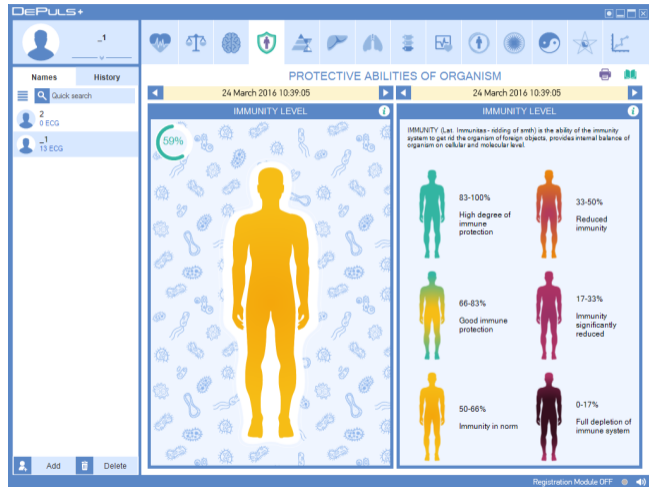 DePuls+
_1
Names
History
Quick search
2
0 ECG
_1
13 ECG
Add
Delete
PROTECTIVE ABILITIES OF ORGANISM
24 March 2016 10:39:05
24 March 2016 10:39:05
IMMUNITY LEVEL
i
59%
IMMUNITY LEVEL
i
IMMUNITY (Lat. Immunitas - ridding of smth) is the ability of the immunity
system to get rid the organism of foreign objects, provides internal balance of
organism on cellular and molecular level.
83-100%
High degree of
immune
protection
33-50%
Reduced
immunity
66-83%
Good immune
protection
17-33%
Immunity
significantly
reduced
50-66%
Immunity in norm
0-17%
Full depletion of
immune system
Registration Module OFF